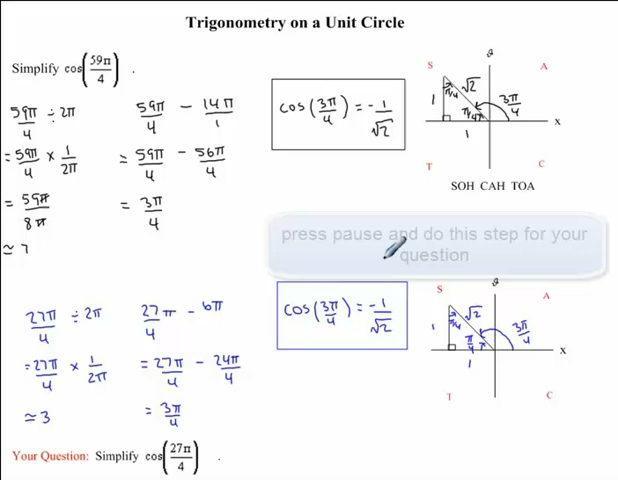 Trigonometry on a Unit Circle
Simplify cos(59π/4) .
59π/4 ÷ 2π
= 59π/4 × 1/2π
= 59π/8π
≃ 7
59π/4 − 14π/1
= 59π/4 − 56π/4
= 3π/4
cos(3π/4) = −1/√2
S
A
T
C
θ
x
1
√2
π/4
π/4
3π/4
1
SOH CAH TOA
press pause and do this step for your
question
27π/4 ÷ 2π
= 27π/4 × 1/2π
≃ 3
27π/4 − 6π
= 27π/4 − 24π/4
= 3π/4
cos(3π/4) = −1/√2
S
A
T
C
θ
x
1
√2
π/4
π/4
3π/4
1
Your Question: Simplify cos(27π/4) .